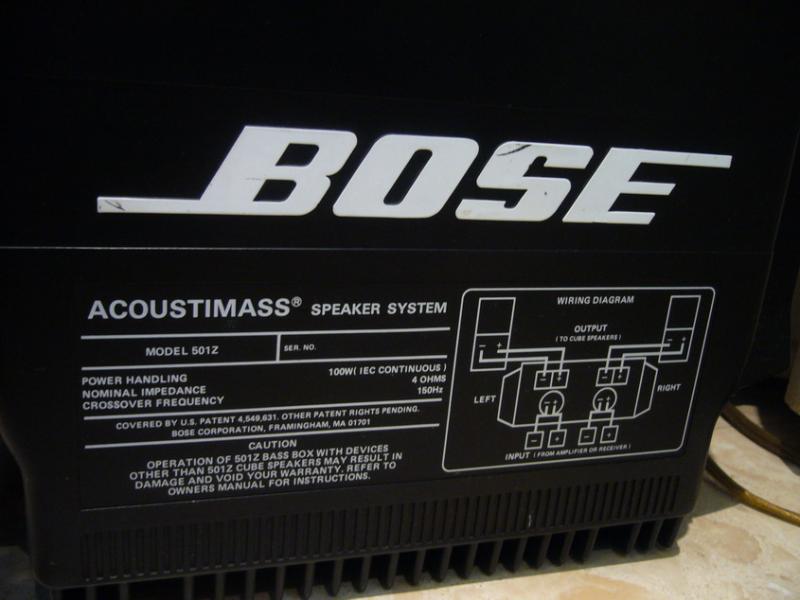 BOSE
ACOUSTIMASS® SPEAKER SYSTEM
MODEL 501Z
SER. NO.
POWER HANDLING 100W( IEC CONTINUOUS )
NOMINAL IMPEDANCE 4 OHMS
CROSSOVER FREQUENCY 150Hz
COVERED BY U.S. PATENT 4,549,631. OTHER PATENT RIGHTS PENDING.
BOSE CORPORATION, FRAMINGHAM, MA 01701
CAUTION
OPERATION OF 501Z BASS BOX WITH DEVICES
OTHER THAN 501Z CUBE SPEAKERS MAY RESULT IN
DAMAGE AND VOID YOUR WARRANTY. REFER TO
OWNERS MANUAL FOR INSTRUCTIONS.
WIRING DIAGRAM
OUTPUT
( TO CUBE SPEAKERS )
- +
- +
- +
- +
LEFT
RIGHT
- +
- +
INPUT ( FROM AMPLIFIER OR RECEIVER )